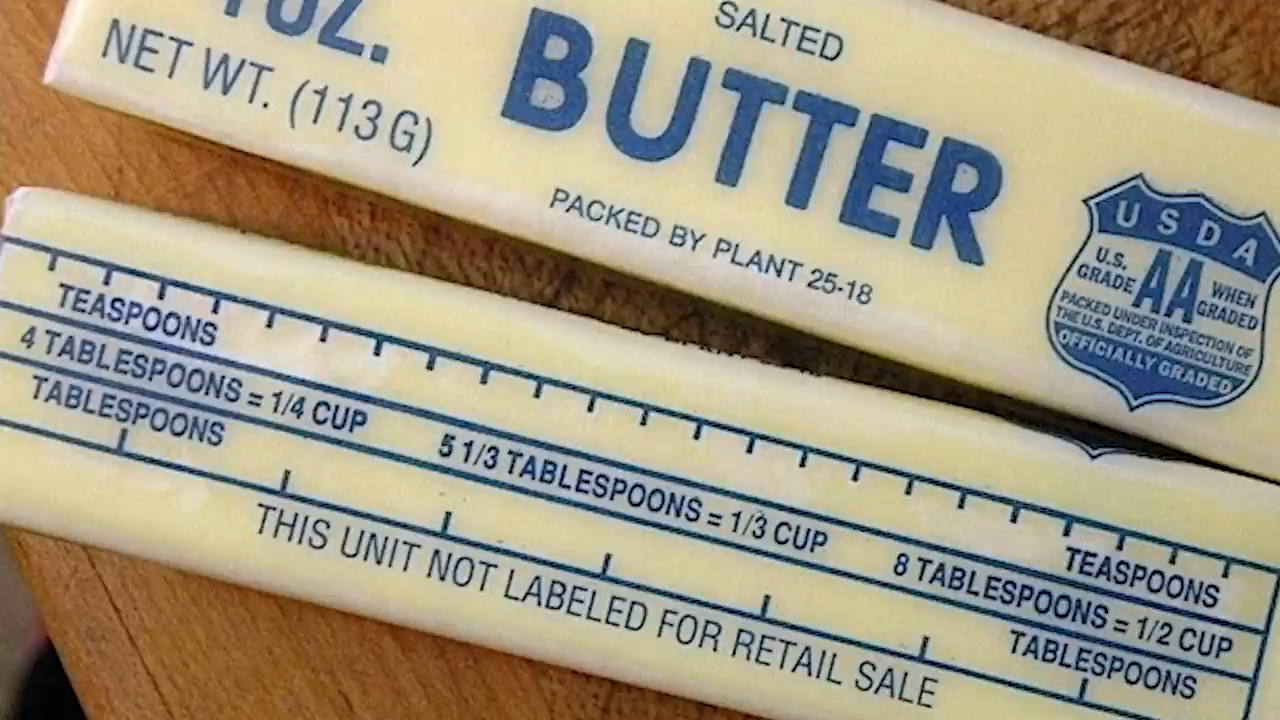 SALTED
4 OZ.
BUTTER
NET WT. (113 G)
PACKED BY PLANT 25-18
USDA
U.S. GRADE AA WHEN GRADED
PACKED UNDER INSPECTION OF
THE U.S. DEPT. OF AGRICULTURE
OFFICIALLY GRADED
TEASPOONS
4 TABLESPOONS = 1/4 CUP
TABLESPOONS
5 1/3 TABLESPOONS = 1/3 CUP
TEASPOONS
8 TABLESPOONS = 1/2 CUP
TABLESPOONS
THIS UNIT NOT LABELED FOR RETAIL SALE